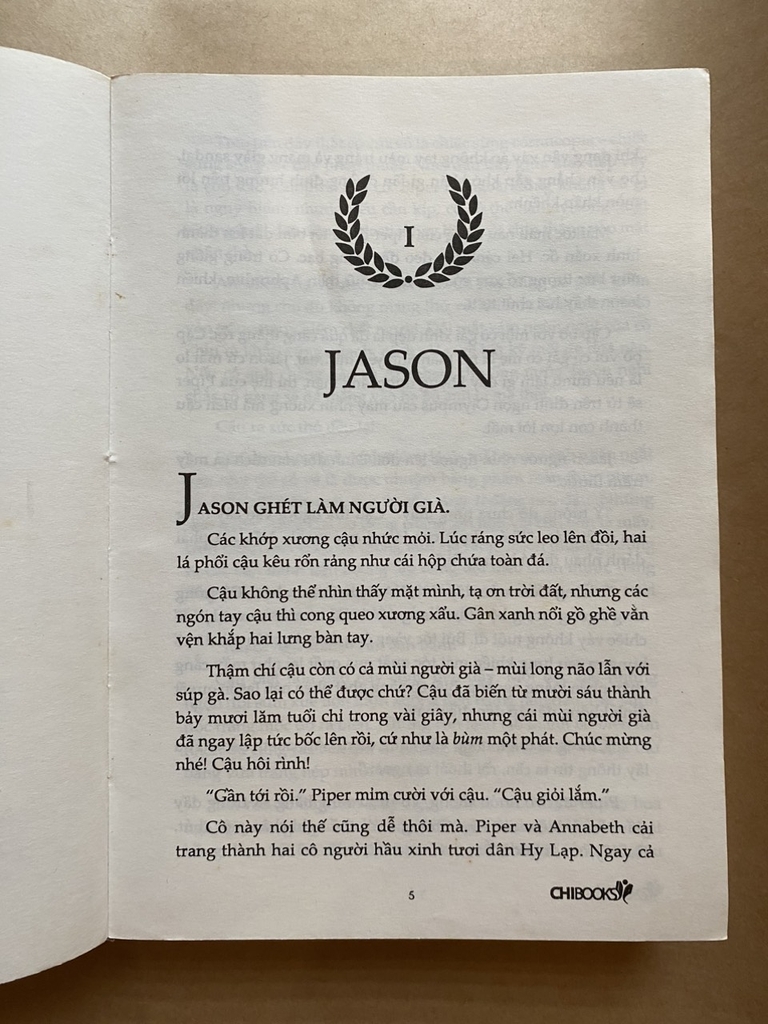 I
JASON
JASON GHÉT LÀM NGƯỜI GIÀ.
Các khớp xương cậu nhức mỏi. Lúc ráng sức leo lên đồi, hai
lá phổi cậu kêu rổn rảng như cái hộp chứa toàn đá.
Cậu không thể nhìn thấy mặt mình, tạ ơn trời đất, nhưng các
ngón tay cậu thì cong queo xương xẩu. Gân xanh nổi gồ ghề vằn
vện khắp hai lưng bàn tay.
Thậm chí cậu còn có cả mùi người già – mùi long não lẫn với
súp gà. Sao lại có thể được chứ? Cậu đã biến từ mười sáu thành
bảy mươi lăm tuổi chỉ trong vài giây, nhưng cái mùi người già
đã ngay lập tức bốc lên rồi, cứ như là bùm một phát. Chúc mừng
nhé! Cậu hôi rình!
“Gần tới rồi.” Piper mỉm cười với cậu. “Cậu giỏi lắm.”
Cô này nói thế cũng dễ thôi mà. Piper và Annabeth cải
trang thành hai cô người hầu xinh tươi dân Hy Lạp. Ngay cả
5
CHIBOOKS